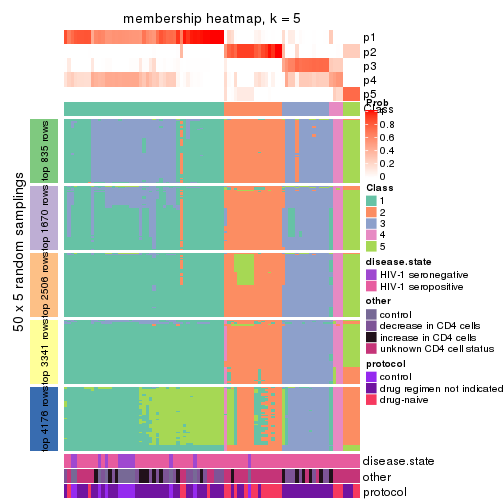 membership heatmap, k = 5
p1
p2
p3
p4
p5
Class
Prob
0.8
0.6
0.4
0.2
0
Class
1
2
3
4
5
disease.state
HIV-1 seronegative
HIV-1 seropositive
other
control
decrease in CD4 cells
increase in CD4 cells
unknown CD4 cell status
protocol
control
drug regimen not indicated
drug-naive
50 x 5 random samplings
top 835 rows
top 1670 rows
top 2506 rows
top 3341 rows
top 4176 rows
disease.state
other
protocol